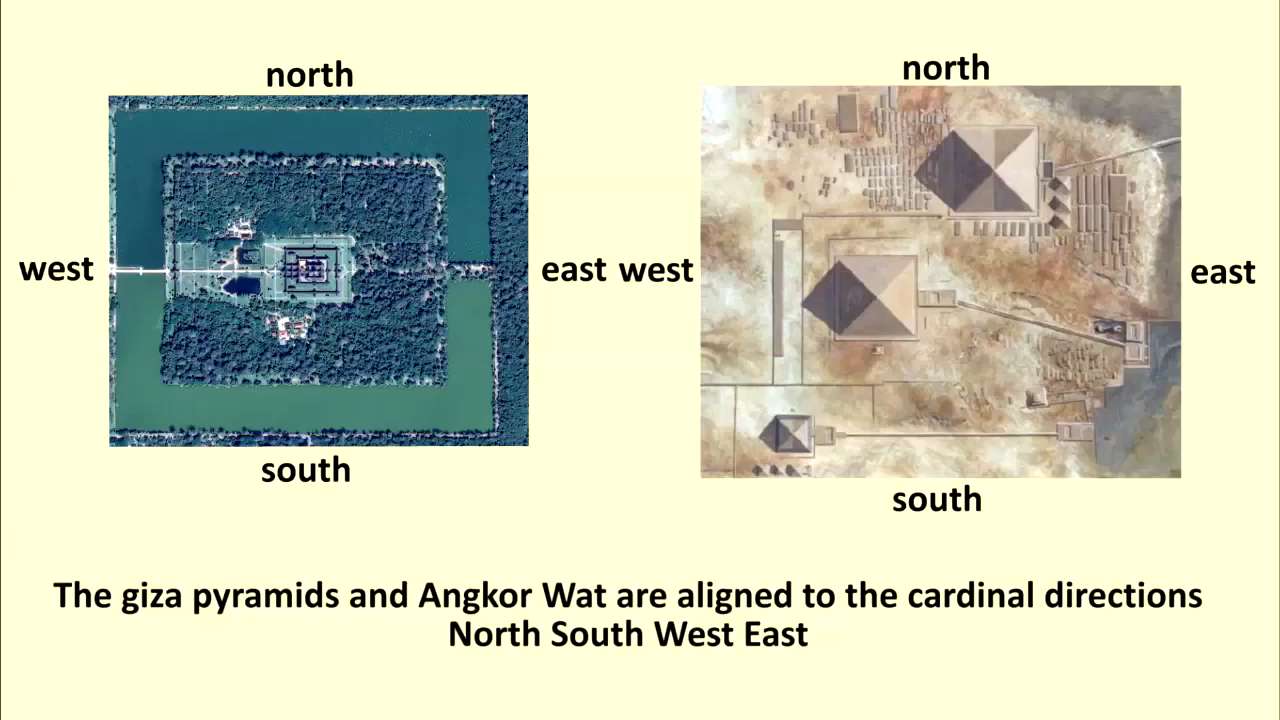 north
north
west
east
west
east
south
south
The giza pyramids and Angkor Wat are aligned to the cardinal directions
North South West East